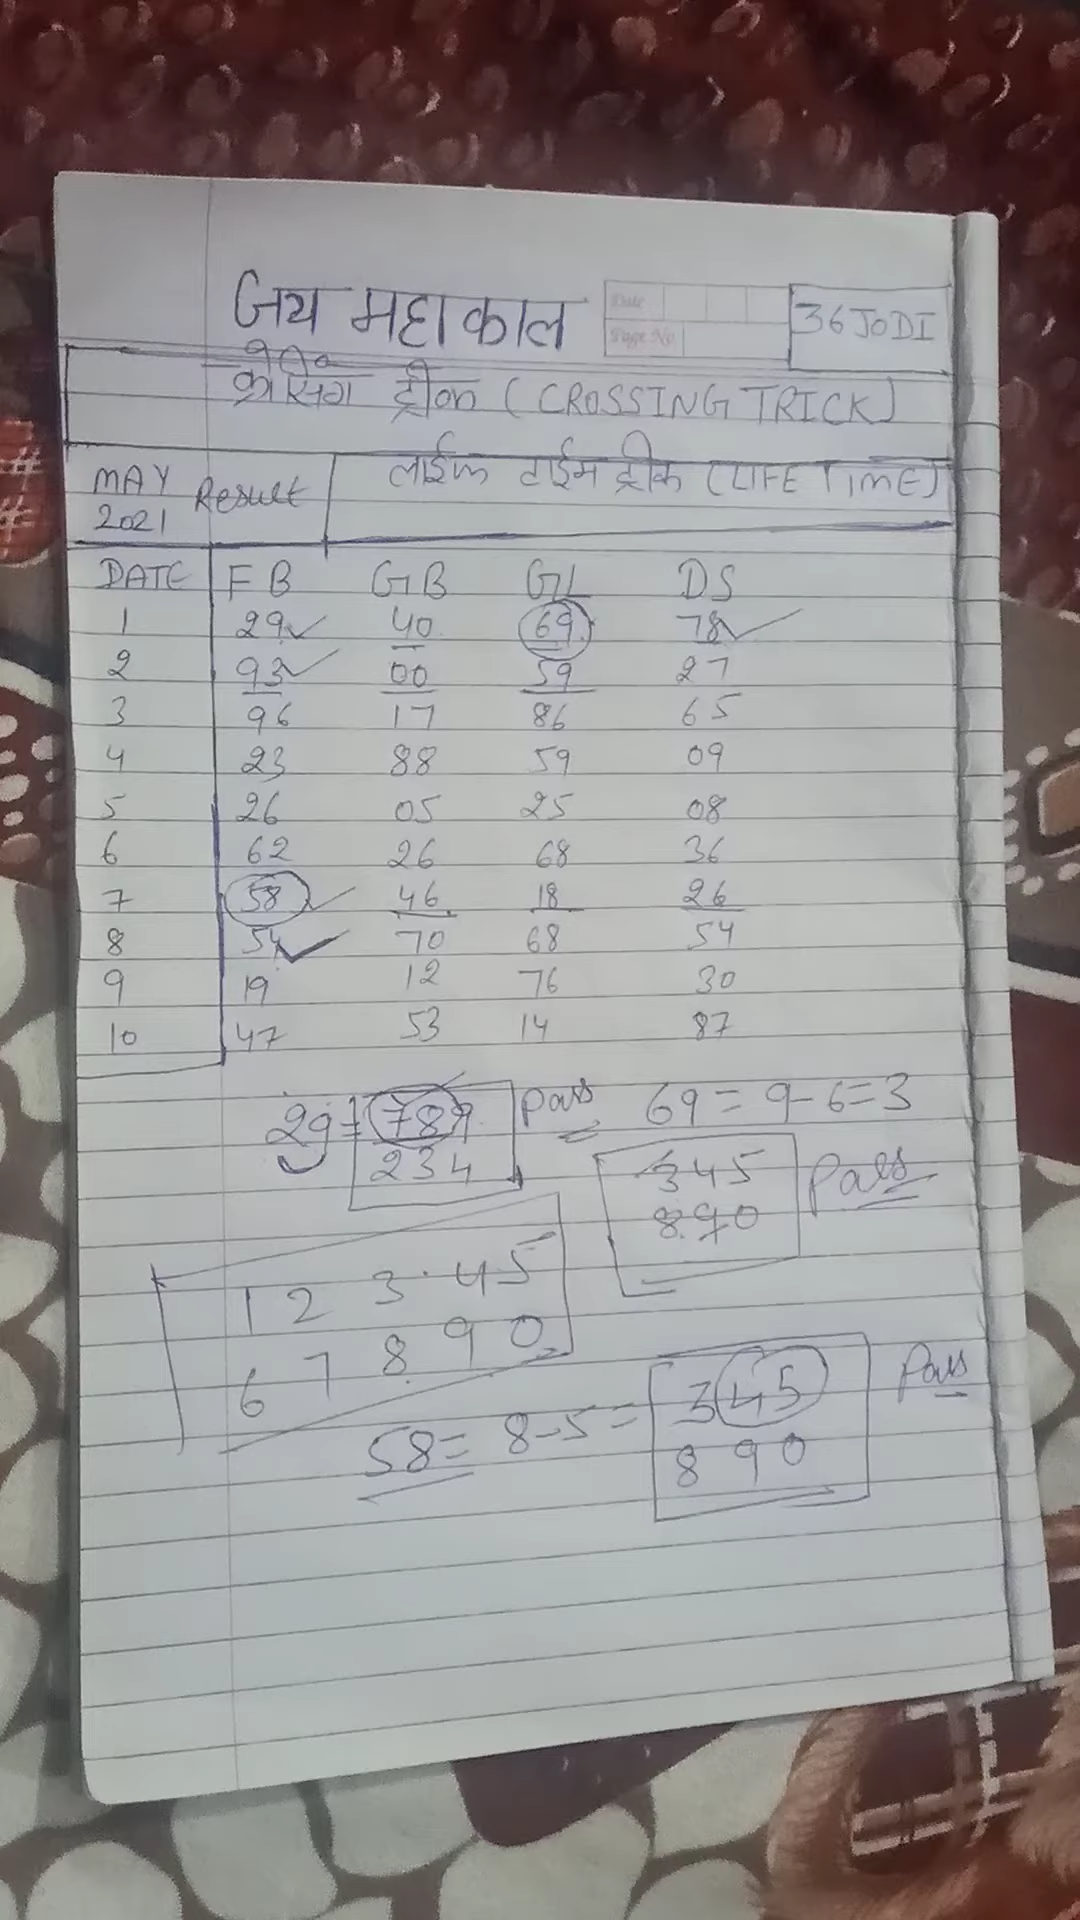 जय महाकाल
Date
Page No
36 JODI
क्रोसिंग ट्रीक (CROSSING TRICK)
MAY 2021 Result
लाईफ टाईम ट्रीक (LIFE TIME)
DATE FB GB GL DS
1 29 40 69 78
2 93 00 59 27
3 96 17 86 65
4 23 88 59 09
5 26 05 25 08
6 62 26 68 36
7 58 46 18 26
8 54 70 68 54
9 19 12 76 30
10 47 53 14 87
29= 789 Pass 69 = 9-6=3
234
345 Pass
890
1 2 3 4 5
6 7 8 9 0
58= 8-5= 345 Pass
890